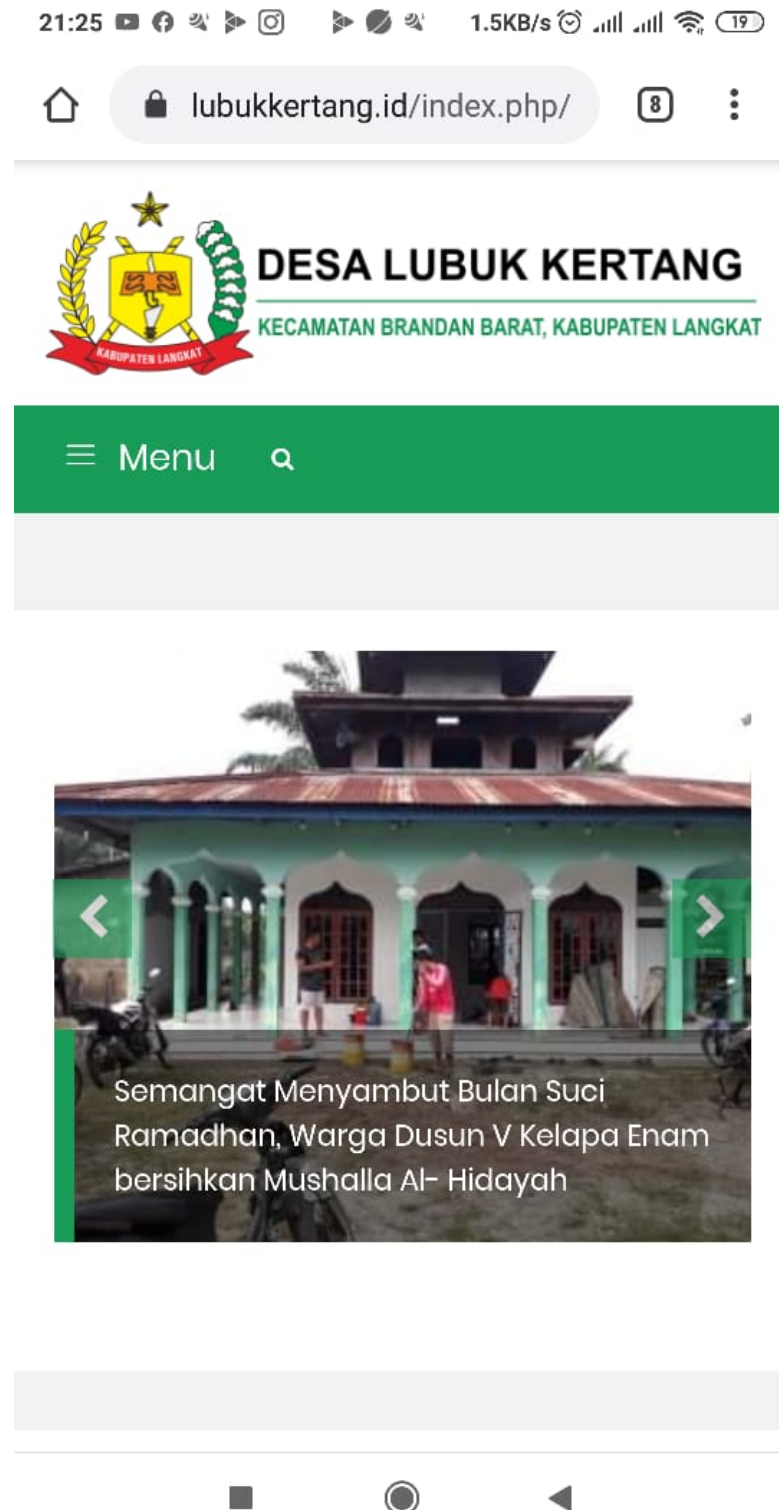 21:25
1.5KB/s
19
lubukkertang.id/index.php/
8
DESA LUBUK KERTANG
KECAMATAN BRANDAN BARAT, KABUPATEN LANGKAT
KABUPATEN LANGKAT
Menu
Semangat Menyambut Bulan Suci
Ramadhan, Warga Dusun V Kelapa Enam
bersihkan Mushalla Al- Hidayah